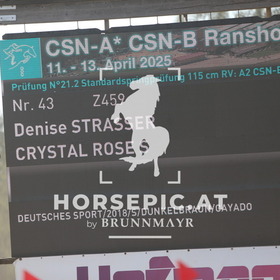 CSN-A* CSN-B Ransho
11. - 13. April 2025
Prüfung N°21.2 Standardspringprüfung 115 cm RV: A2 CSN-B
Nr. 43 Z459
Denise STRASSER
CRYSTAL ROSE S
HORSEPIC.AT
by BRUNNMAYR
DEUTSCHES SPORT/2018/S/DUNKELBRAUN/CAYADO